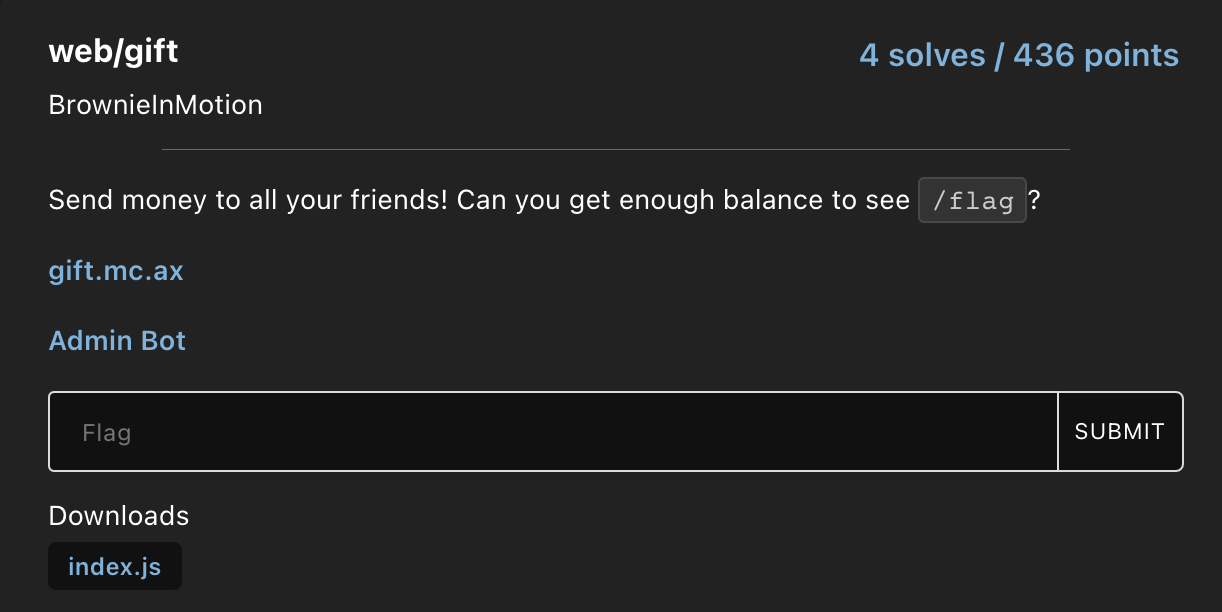 web/gift
4 solves / 436 points
BrownieInMotion
Send money to all your friends! Can you get enough balance to see /flag?
gift.mc.ax
Admin Bot
Flag
SUBMIT
Downloads
index.js